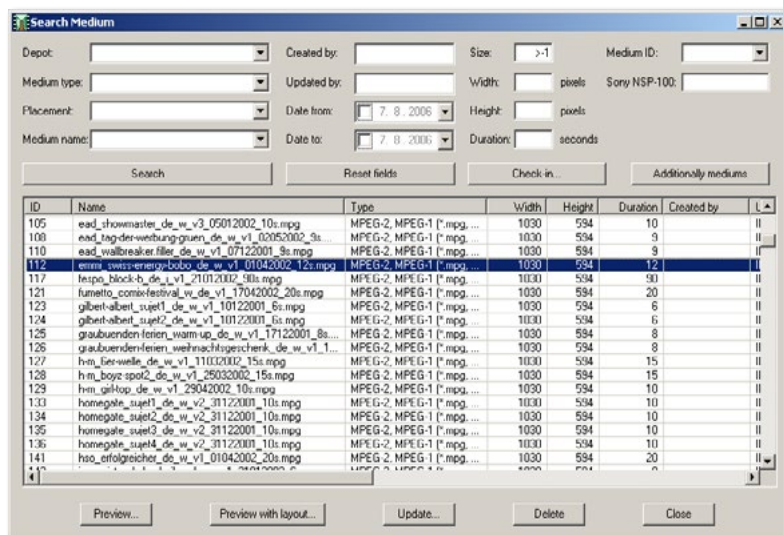 Search Medium
Depot: Created by: Size: >-1 Medium ID:
Medium type: Updated by: Width: pixels Sony NSP-100:
Placement: Date from: 7. 8. 2006 Height: pixels
Medium name: Date to: 7. 8. 2006 Duration: seconds
Search Reset fields Check-in... Additionally mediums
ID Name Type Width Height Duration Created by
105 ead_showmaster_de_w_v3_05012002_10s.mpg MPEG-2, MPEG-1 (*.mpg, ... 1030 594 10
108 ead_tag-der-werbung-gruen_de_w_v1_02052002_9s.... MPEG-2, MPEG-1 (*.mpg, ... 1030 594 9
110 ead_wallbreaker.filler_de_w_v1_07122001_9s.mpg MPEG-2, MPEG-1 (*.mpg, ... 1030 594 9
112 emmi_swiss-energy-bobo_de_w_v1_01042002_12s.mpg MPEG-2, MPEG-1 (*.mpg, ... 1030 594 12
117 tespo_block-b_de_i_v1_21012002_90s.mpg MPEG-2, MPEG-1 (*.mpg, ... 1030 594 90
121 fumetto_comix-festival_w_de_v1_17042002_20s.mpg MPEG-2, MPEG-1 (*.mpg, ... 1030 594 20
123 gilbert-albert_sujet1_de_w_v1_10122001_6s.mpg MPEG-2, MPEG-1 (*.mpg, ... 1030 594 6
124 gilbert-albert_sujet2_de_w_v1_10122001_6s.mpg MPEG-2, MPEG-1 (*.mpg, ... 1030 594 6
125 graubuenden-ferien_warm-up_de_w_v1_17122001_8s.... MPEG-2, MPEG-1 (*.mpg, ... 1030 594 8
126 graubuenden-ferien_weihnachtsgeschenk_de_w_v1_1... MPEG-2, MPEG-1 (*.mpg, ... 1030 594 8
127 h-m_6er-welle_de_w_v1_11032002_15s.mpg MPEG-2, MPEG-1 (*.mpg, ... 1030 594 15
128 h-m_boyz-spot2_de_w_v1_25032002_15s.mpg MPEG-2, MPEG-1 (*.mpg, ... 1030 594 15
129 h-m_girl-top_de_w_v1_29042002_10s.mpg MPEG-2, MPEG-1 (*.mpg, ... 1030 594 10
133 homegate_sujet1_de_w_v2_31122001_10s.mpg MPEG-2, MPEG-1 (*.mpg, ... 1030 594 10
134 homegate_sujet2_de_w_v2_31122001_10s.mpg MPEG-2, MPEG-1 (*.mpg, ... 1030 594 10
135 homegate_sujet3_de_w_v2_31122001_10s.mpg MPEG-2, MPEG-1 (*.mpg, ... 1030 594 10
136 homegate_sujet4_de_w_v2_31122001_10s.mpg MPEG-2, MPEG-1 (*.mpg, ... 1030 594 10
141 hso_erfolgreicher_de_w_v1_01042002_20s.mpg MPEG-2, MPEG-1 (*.mpg, ... 1030 594 20
Preview... Preview with layout... Update... Delete Close